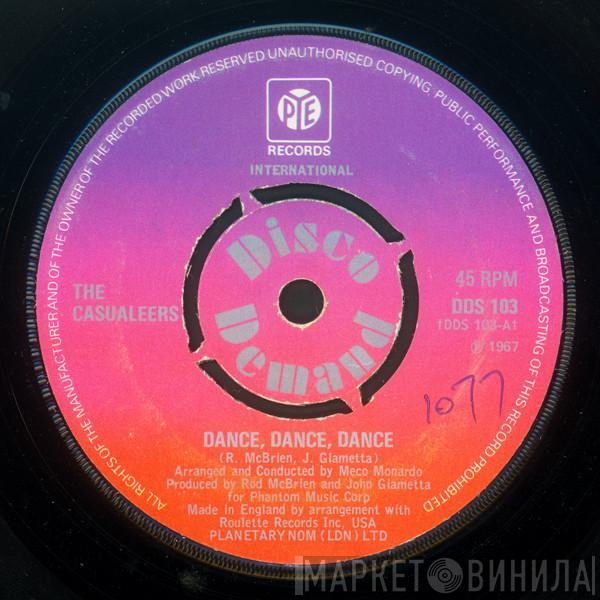 ALL RIGHTS OF THE MANUFACTURER AND OF THE OWNER OF THE RECORDED WORK RESERVED UNAUTHORISED COPYING, PUBLIC PERFORMANCE AND BROADCASTING OF THIS RECORD PROHIBITED
PYE
RECORDS
INTERNATIONAL
Disco
Demand
THE
CASUALEERS
45 RPM
DDS 103
1DDS 103-A1
℗ 1967
1077
DANCE, DANCE, DANCE
(R. McBrien, J. Giametta)
Arranged and Conducted by Meco Monardo
Produced by Rod McBrien and John Giametta
for Phantom Music Corp
Made in England by arrangement with
Roulette Records Inc, USA
PLANETARY NOM (LDN) LTD
МАРКЕТ ВИНИЛА